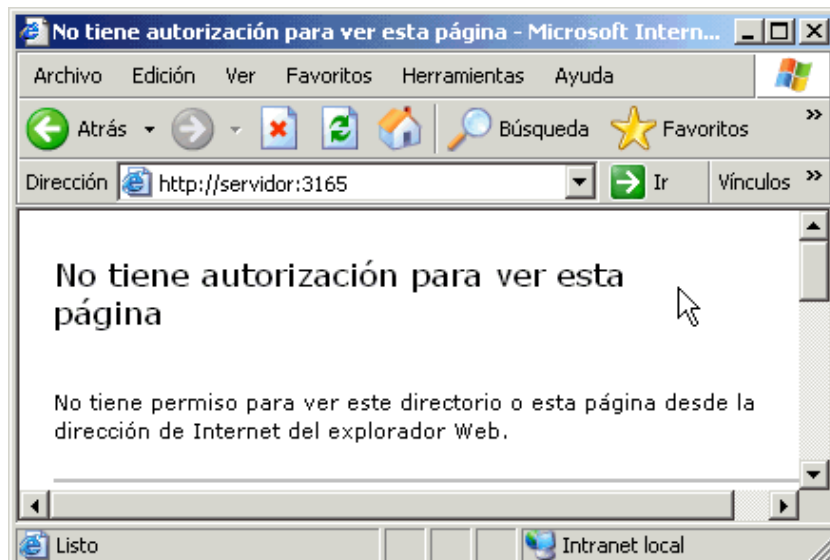 No tiene autorización para ver esta página - Microsoft Intern...
Archivo Edición Ver Favoritos Herramientas Ayuda
Atrás Búsqueda Favoritos »
Dirección http://servidor:3165 Ir Vínculos »
No tiene autorización para ver esta
página
No tiene permiso para ver este directorio o esta página desde la
dirección de Internet del explorador Web.
Listo Intranet local